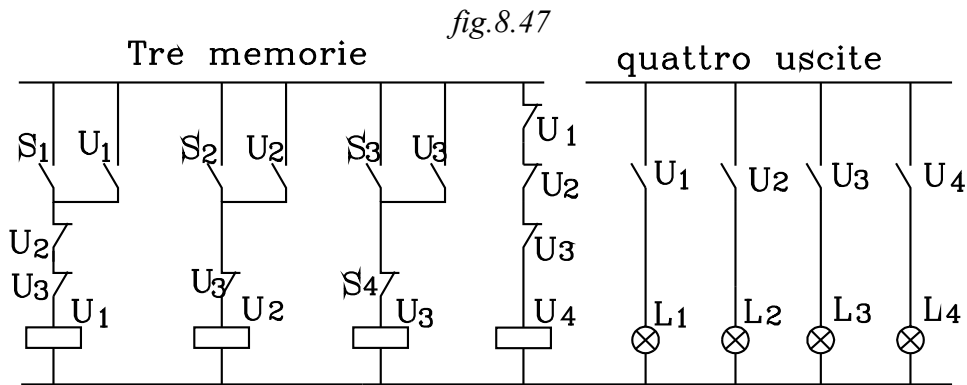 fig.8.47
Tre memorie
quattro uscite
S1 U1 S2 U2 S3 U3 U1
U2 U1 U2 U3 U4
U2 U3
U3 U3 S4
U1 U2 U3 U4 L1 L2 L3 L4